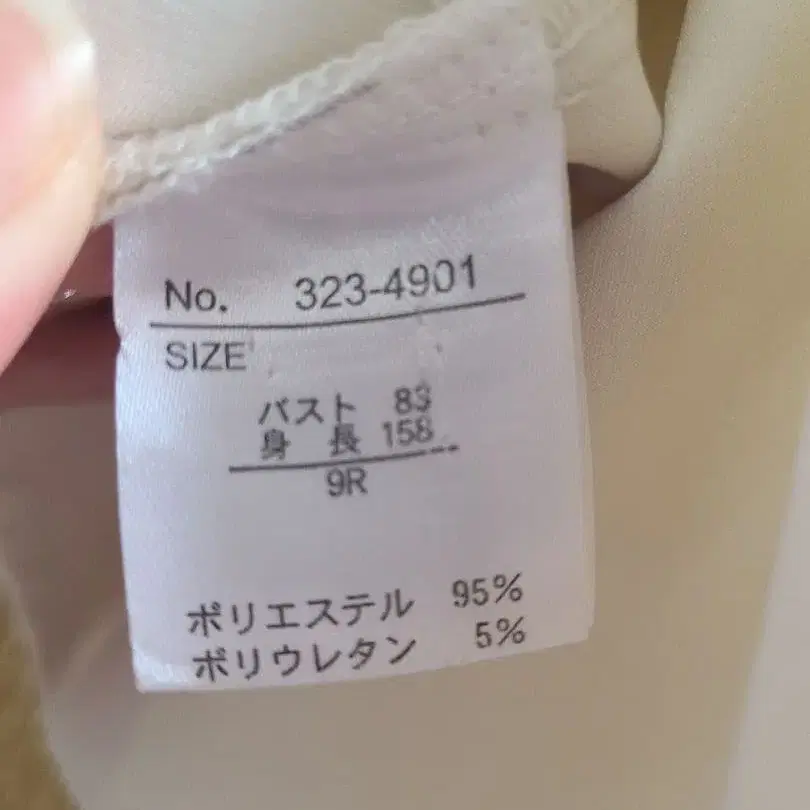 No. 323-4901
SIZE
バスト 83
身 長 158
9R
ポリエステル 95%
ポリウレタン 5%